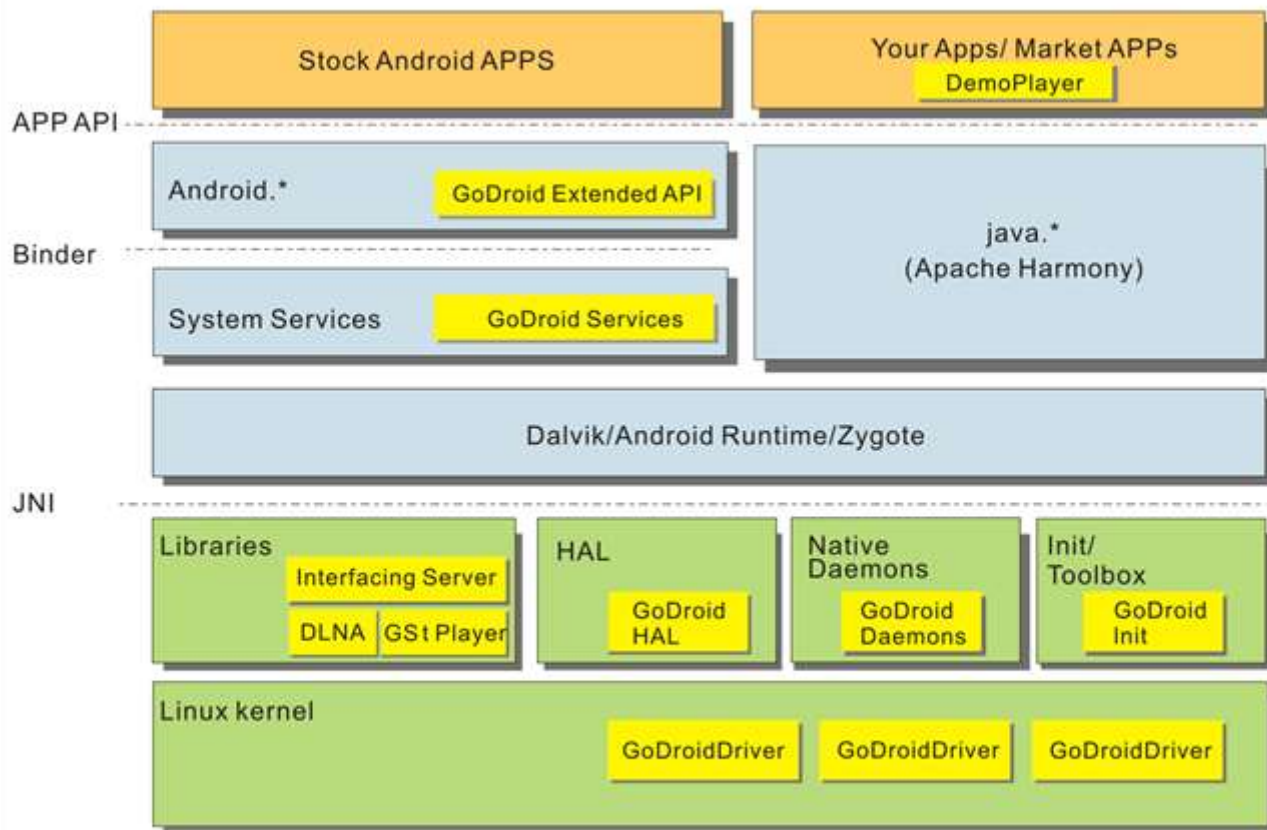 Stock Android APPS
Your Apps/ Market APPs
DemoPlayer
APP API
Android.*
GoDroid Extended API
java.*
(Apache Harmony)
Binder
System Services
GoDroid Services
Dalvik/Android Runtime/Zygote
JNI
Libraries
Interfacing Server
DLNA
GSt Player
HAL
GoDroid
HAL
Native
Daemons
GoDroid
Daemons
Init/
Toolbox
GoDroid
Init
Linux kernel
GoDroidDriver
GoDroidDriver
GoDroidDriver